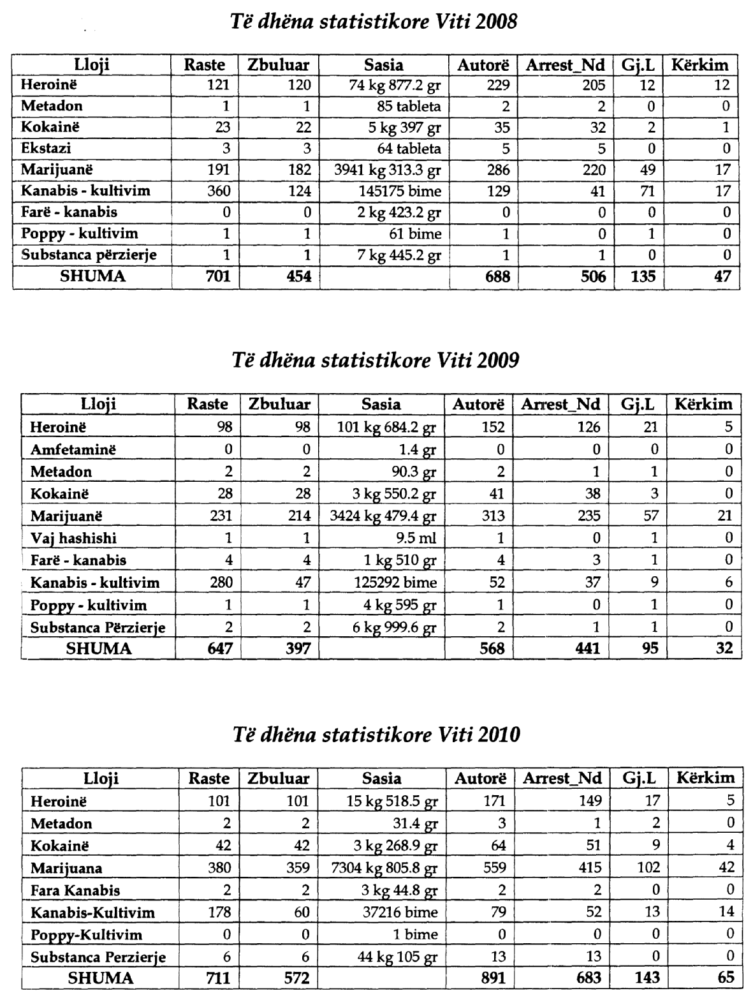 Të dhëna statistikore Viti 2008
Lloji Raste Zbuluar Sasia Autorë Arrest_Nd Gj.L Kërkim
Heroinë 121 120 74 kg 877.2 gr 229 205 12 12
Metadon 1 1 85 tableta 2 2 0 0
Kokainë 23 22 5 kg 397 gr 35 32 2 1
Ekstazi 3 3 64 tableta 5 5 0 0
Marijuanë 191 182 3941 kg 313.3 gr 286 220 49 17
Kanabis - kultivim 360 124 145175 bime 129 41 71 17
Farë - kanabis 0 0 2 kg 423.2 gr 0 0 0 0
Poppy - kultivim 1 1 61 bime 1 0 1 0
Substanca përzierje 1 1 7 kg 445.2 gr 1 1 0 0
SHUMA 701 454 688 506 135 47
Të dhëna statistikore Viti 2009
Lloji Raste Zbuluar Sasia Autorë Arrest_Nd Gj.L Kërkim
Heroinë 98 98 101 kg 684.2 gr 152 126 21 5
Amfetaminë 0 0 1.4 gr 0 0 0 0
Metadon 2 2 90.3 gr 2 1 1 0
Kokainë 28 28 3 kg 550.2 gr 41 38 3 0
Marijuanë 231 214 3424 kg 479.4 gr 313 235 57 21
Vaj hashishi 1 1 9.5 ml 1 0 1 0
Farë - kanabis 4 4 1 kg 510 gr 4 3 1 0
Kanabis - kultivim 280 47 125292 bime 52 37 9 6
Poppy - kultivim 1 1 4 kg 595 gr 1 0 1 0
Substanca Përzierje 2 2 6 kg 999.6 gr 2 1 1 0
SHUMA 647 397 568 441 95 32
Të dhëna statistikore Viti 2010
Lloji Raste Zbuluar Sasia Autorë Arrest_Nd Gj.L Kërkim
Heroinë 101 101 15 kg 518.5 gr 171 149 17 5
Metadon 2 2 31.4 gr 3 1 2 0
Kokainë 42 42 3 kg 268.9 gr 64 51 9 4
Marijuana 380 359 7304 kg 805.8 gr 559 415 102 42
Fara Kanabis 2 2 3 kg 44.8 gr 2 2 0 0
Kanabis-Kultivim 178 60 37216 bime 79 52 13 14
Poppy-Kultivim 0 0 1 bime 0 0 0 0
Substanca Perzierje 6 6 44 kg 105 gr 13 13 0 0
SHUMA 711 572 891 683 143 65